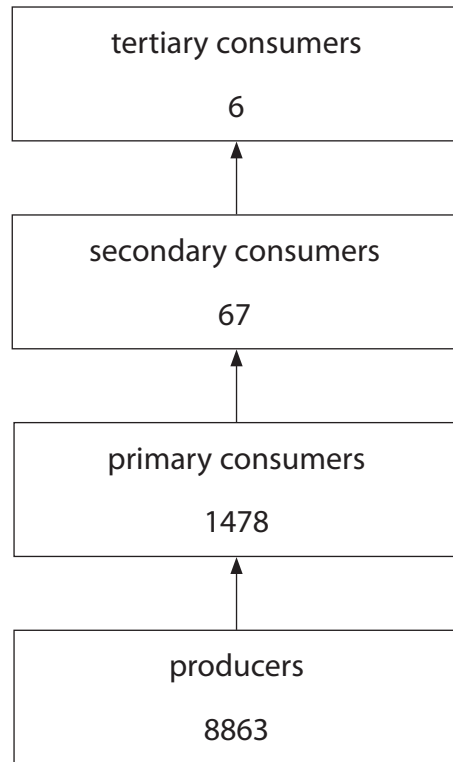 tertiary consumers
6
secondary consumers
67
primary consumers
1478
producers
8863